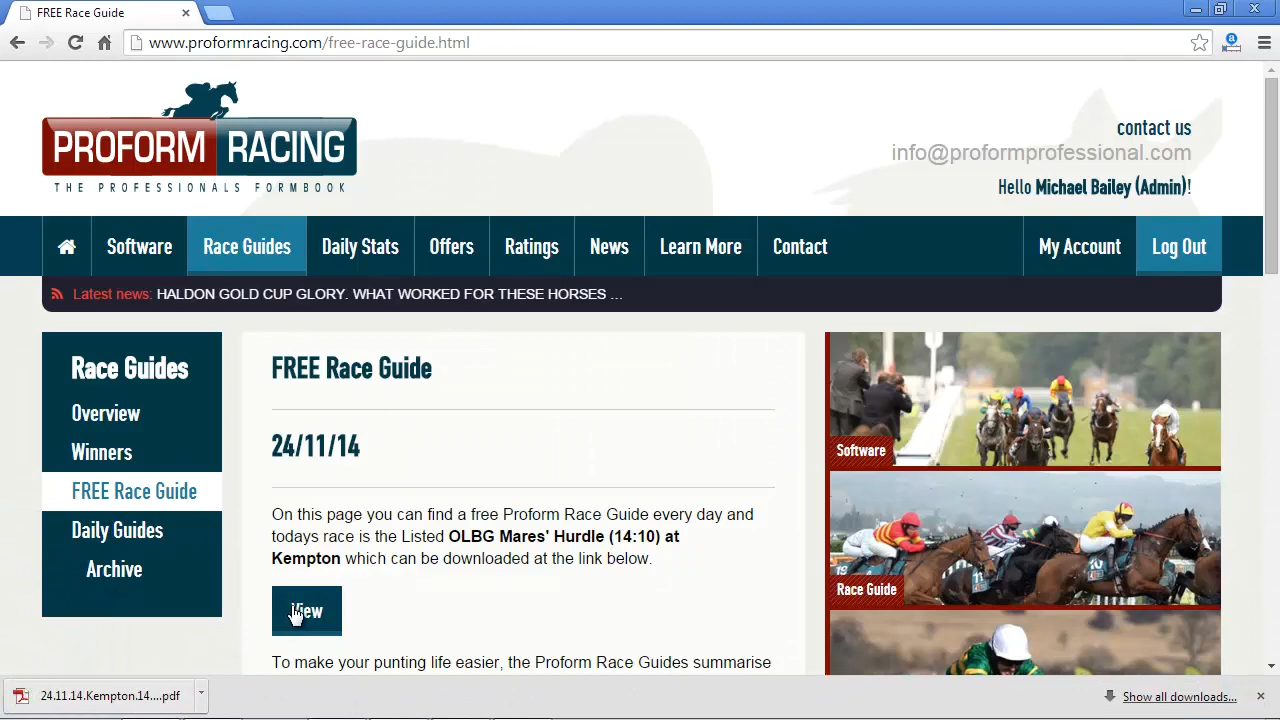 FREE Race Guide
www.proformracing.com/free-race-guide.html
PROFORM RACING
THE PROFESSIONALS FORMBOOK
contact us
info@proformprofessional.com
Hello Michael Bailey (Admin)!
Software Race Guides Daily Stats Offers Ratings News Learn More Contact My Account Log Out
Latest news: HALDON GOLD CUP GLORY. WHAT WORKED FOR THESE HORSES ...
Race Guides
Overview
Winners
FREE Race Guide
Daily Guides
Archive
FREE Race Guide
24/11/14
On this page you can find a free Proform Race Guide every day and
todays race is the Listed OLBG Mares' Hurdle (14:10) at
Kempton which can be downloaded at the link below.
View
To make your punting life easier, the Proform Race Guides summarise
Software
Race Guide
24.11.14.Kempton.14....pdf
Show all downloads...